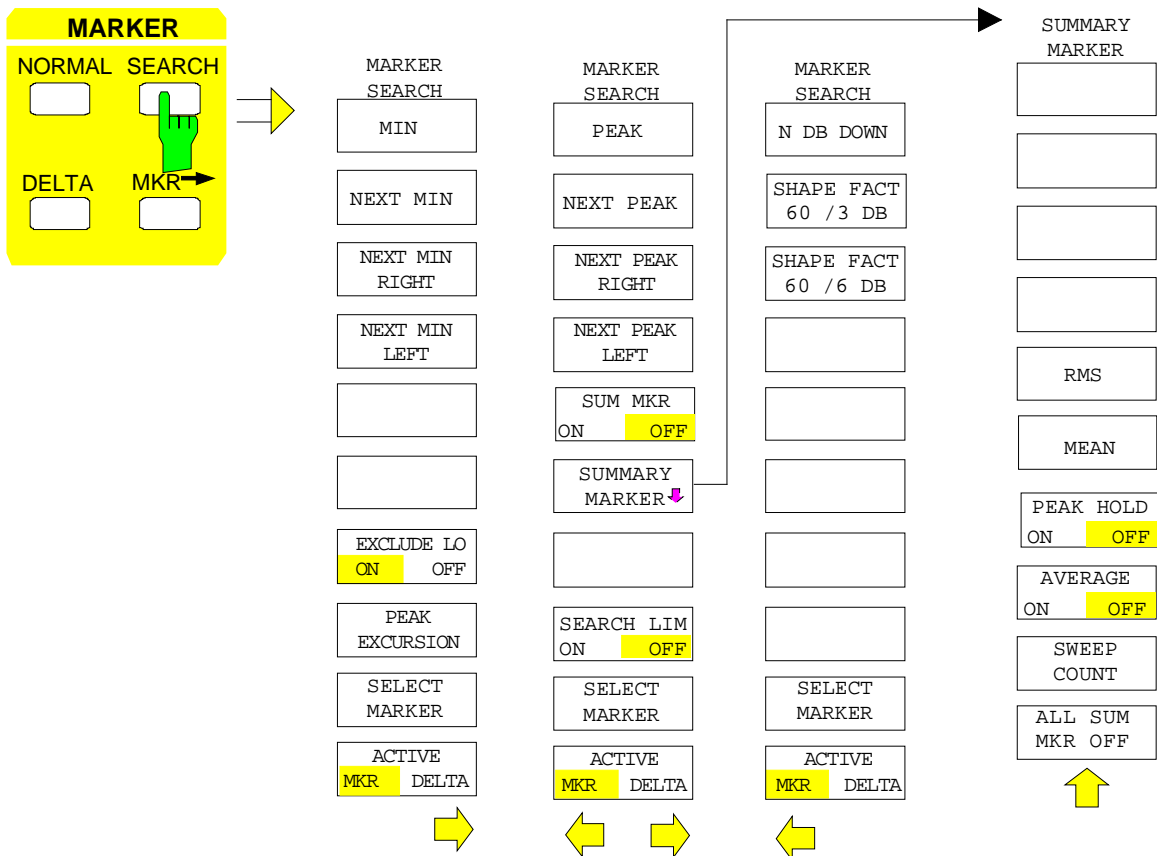 MARKER
NORMAL SEARCH
DELTA MKR
MARKER
SEARCH
MIN
NEXT MIN
NEXT MIN
RIGHT
NEXT MIN
LEFT
EXCLUDE LO
ON OFF
PEAK
EXCURSION
SELECT
MARKER
ACTIVE
MKR DELTA
MARKER
SEARCH
PEAK
NEXT PEAK
NEXT PEAK
RIGHT
NEXT PEAK
LEFT
SUM MKR
ON OFF
SUMMARY
MARKER
SEARCH LIM
ON OFF
SELECT
MARKER
ACTIVE
MKR DELTA
MARKER
SEARCH
N DB DOWN
SHAPE FACT
60 /3 DB
SHAPE FACT
60 /6 DB
SELECT
MARKER
ACTIVE
MKR DELTA
SUMMARY
MARKER
RMS
MEAN
PEAK HOLD
ON OFF
AVERAGE
ON OFF
SWEEP
COUNT
ALL SUM
MKR OFF